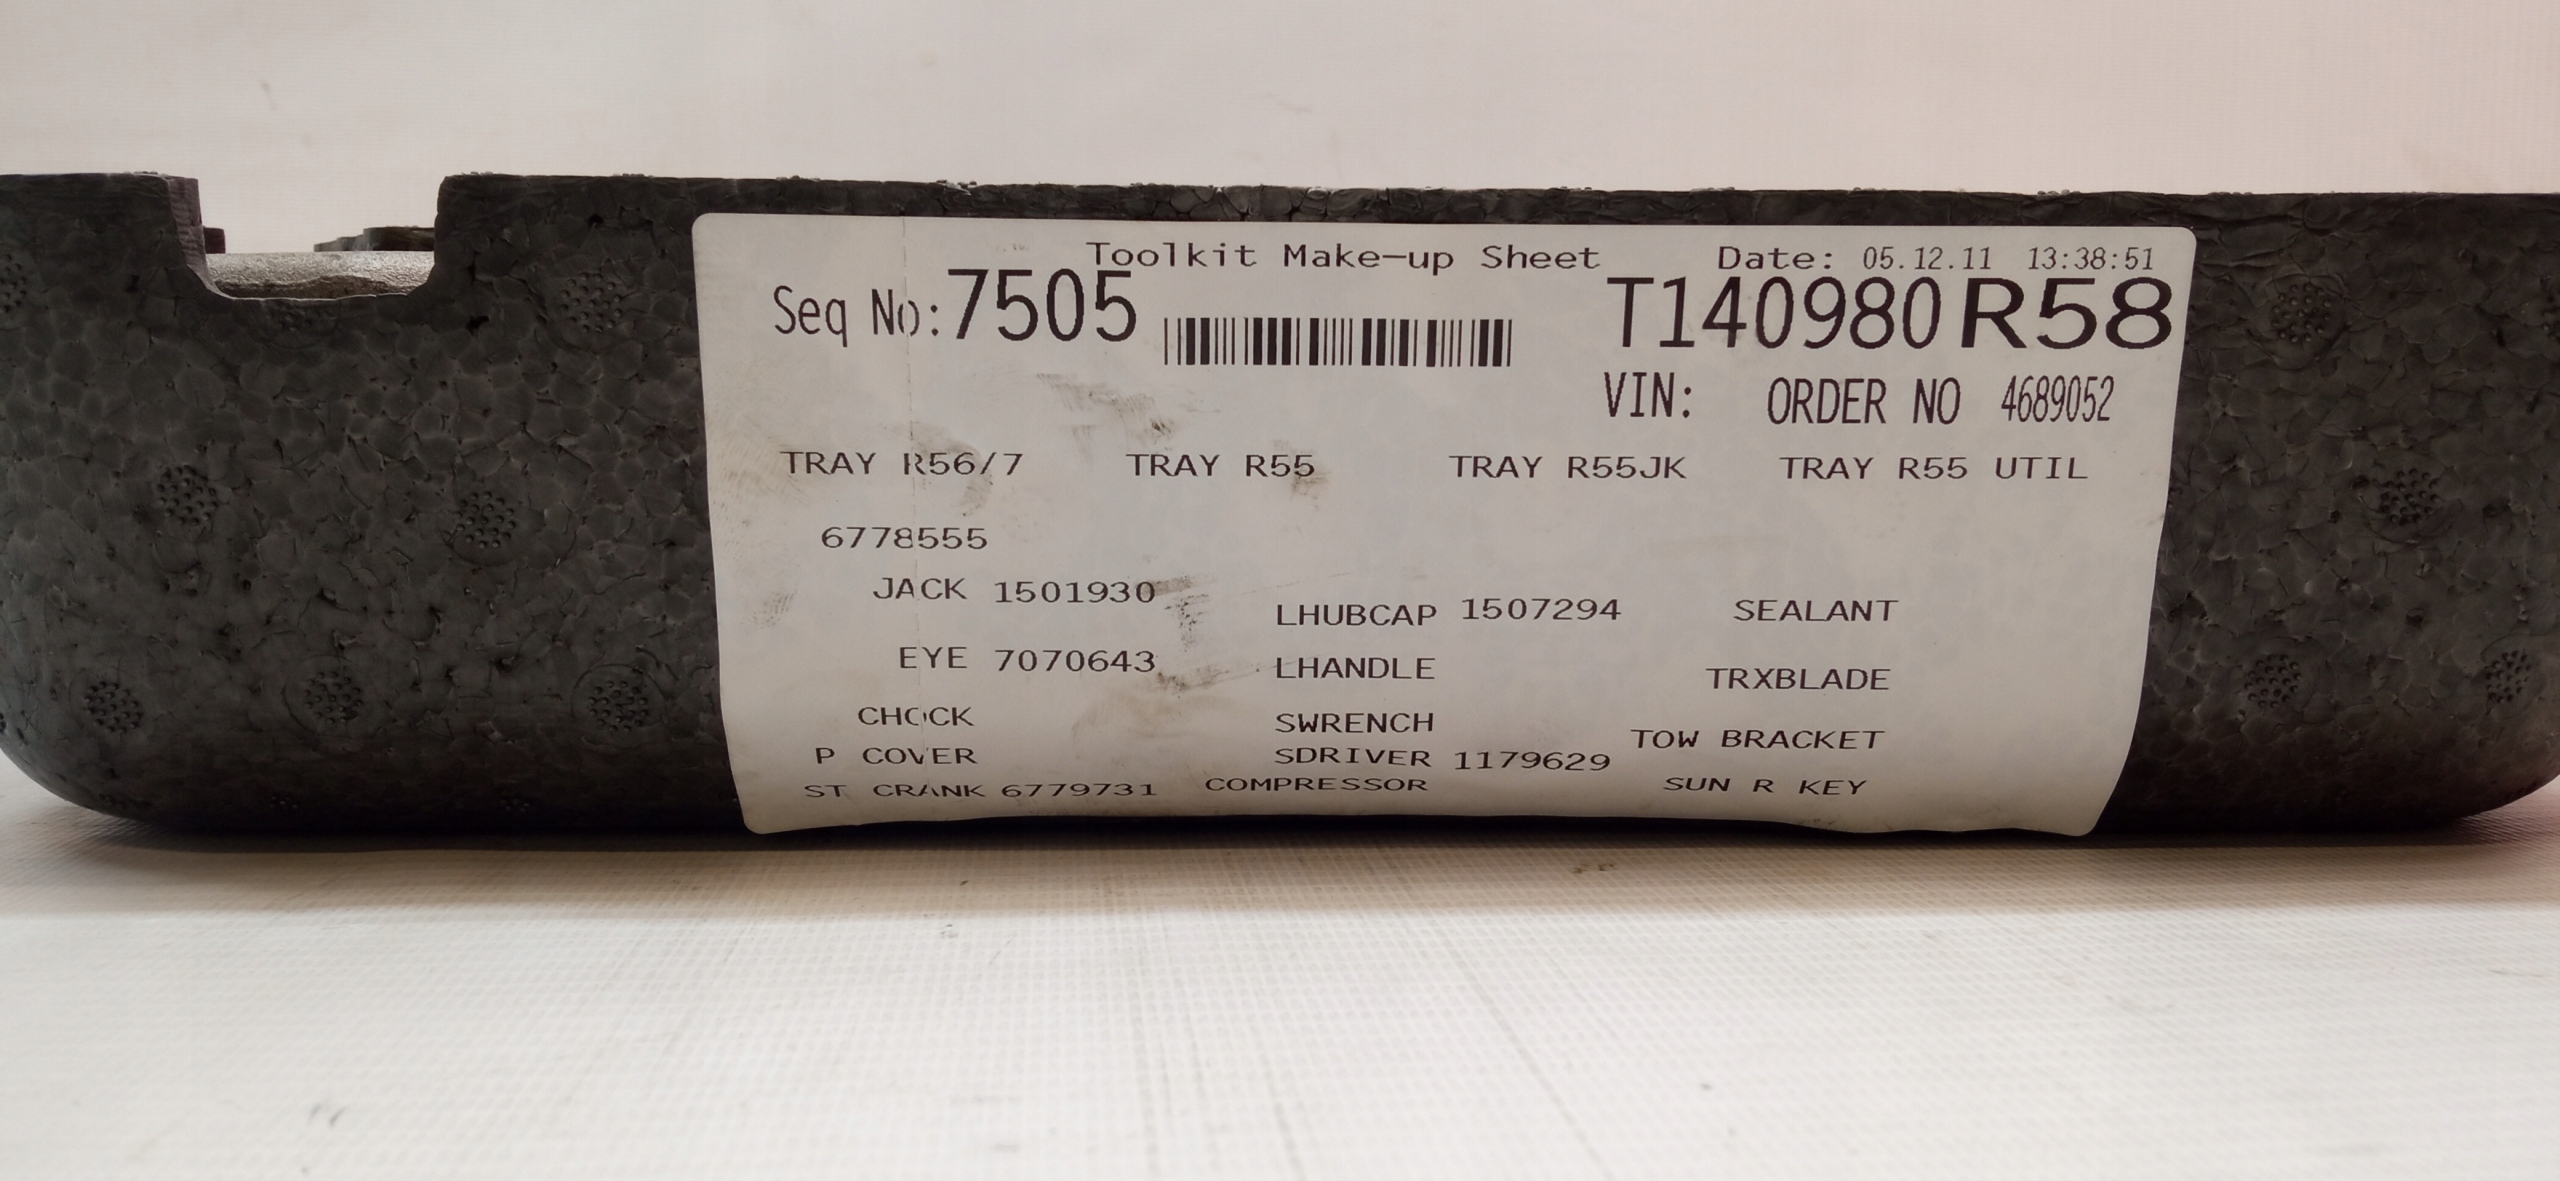 Toolkit Make-up Sheet Date: 05.12.11 13:38:51
Seq No: 7505 T140980 R58
VIN: ORDER NO 4689052
TRAY R56/7 TRAY R55 TRAY R55JK TRAY R55 UTIL
6778555
JACK 1501930 LHUBCAP 1507294 SEALANT
EYE 7070643 LHANDLE TRXBLADE
CHOCK SWRENCH TOW BRACKET
P COVER SDRIVER 1179629
ST CRANK 6779731 COMPRESSOR SUN R KEY